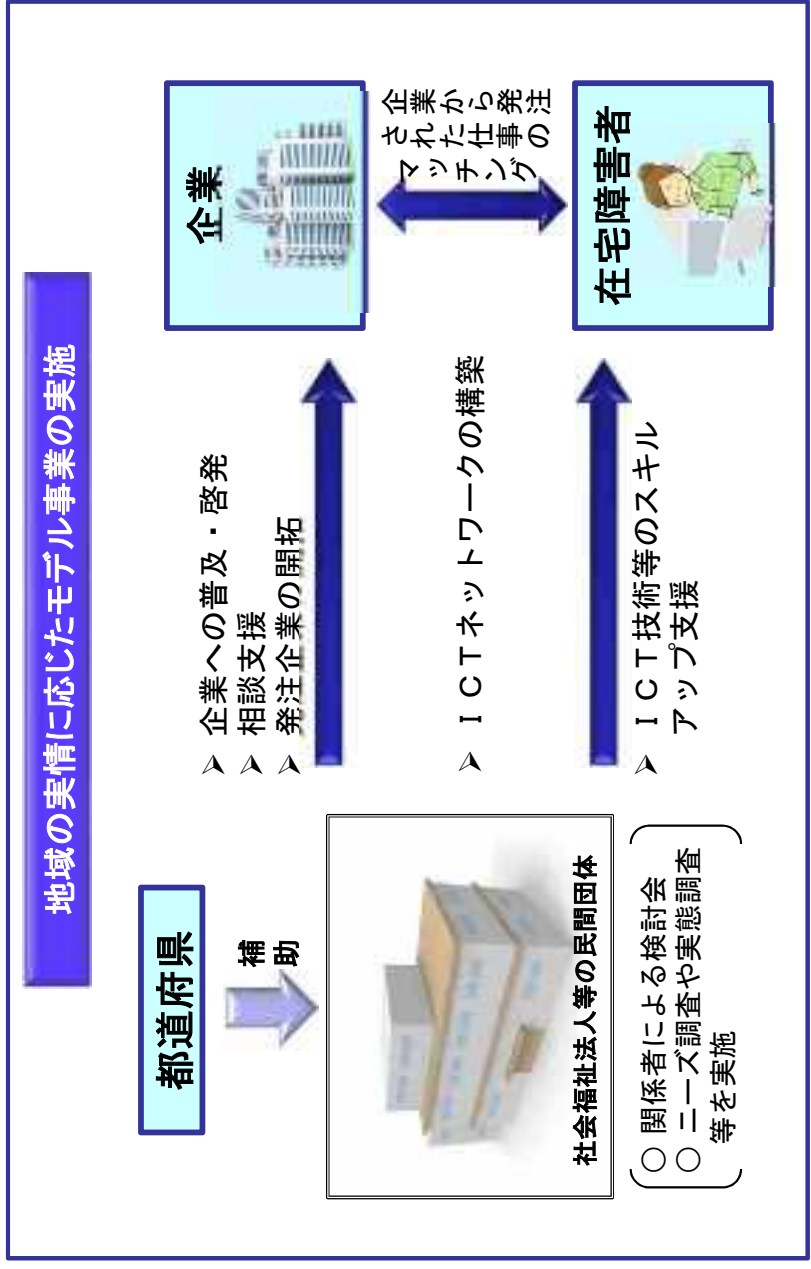 地域の実情に応じたモデル事業の実施
都道府県
補助
社会福祉法人等の民間団体
○ 関係者による検討会
○ ニーズ調査や実態調査
等を実施
➢ 企業への普及・啓発
➢ 相談支援
➢ 発注企業の開拓
➢ ＩＣＴネットワークの構築
➢ ＩＣＴ技術等のスキル
アップ支援
企業
企業から発注
された仕事の
マッチング
在宅障害者